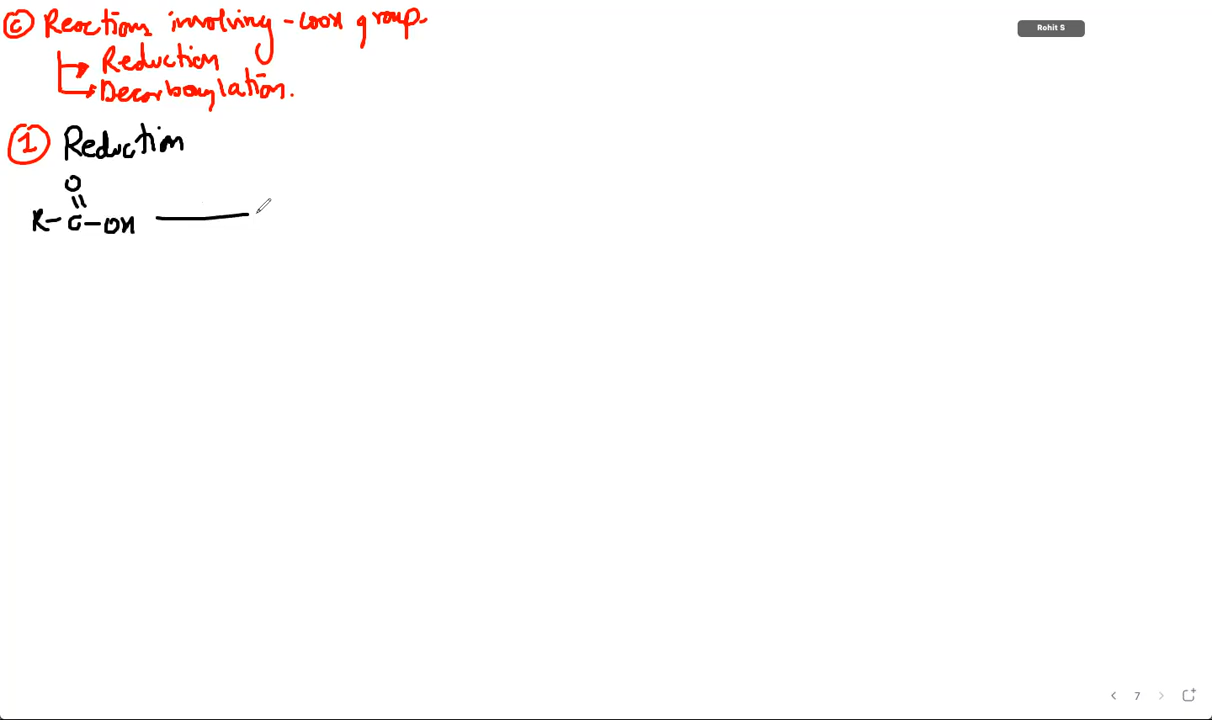 Rohit S
Ⓒ Reactions involving -COOH group.
Reduction
Decarboxylation.
① Reduction
O
R-C-OH
7